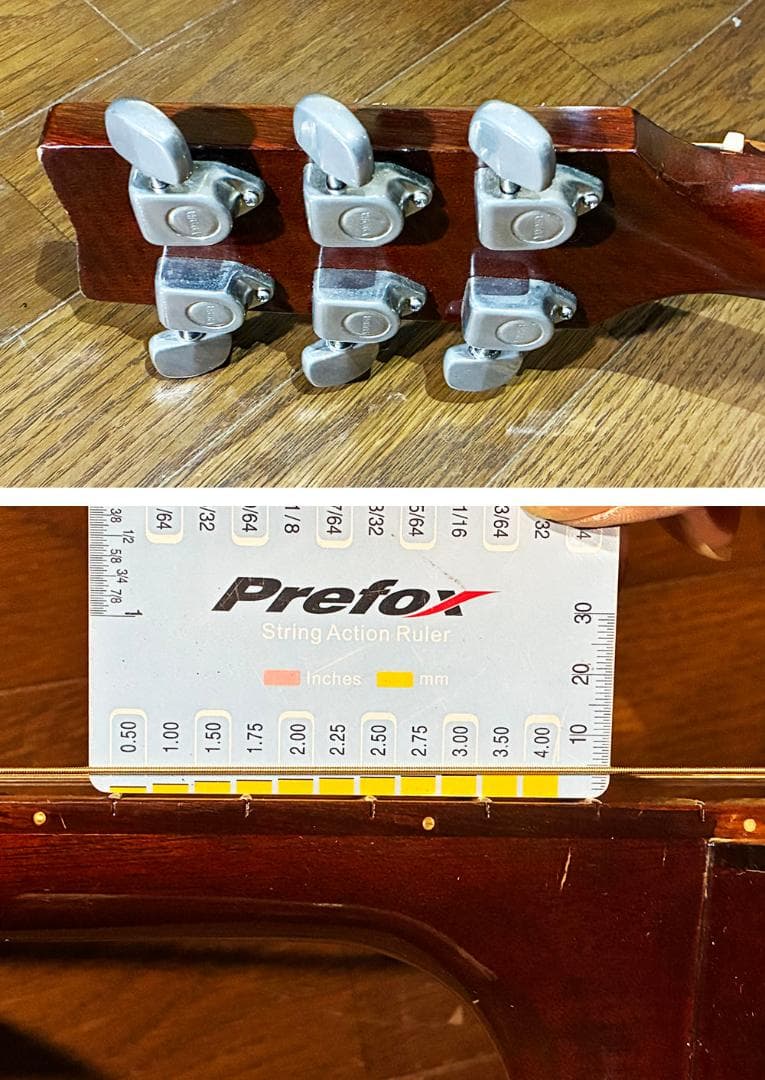 3/8 1/2 5/8 3/4 7/8 1
/64 /32 /64 1/8 7/64 3/32 5/64 1/16 3/64 /32
Prefox
String Action Ruler
Inches mm
30
20
10
0.50 1.00 1.50 1.75 2.00 2.25 2.50 2.75 3.00 3.50 4.00